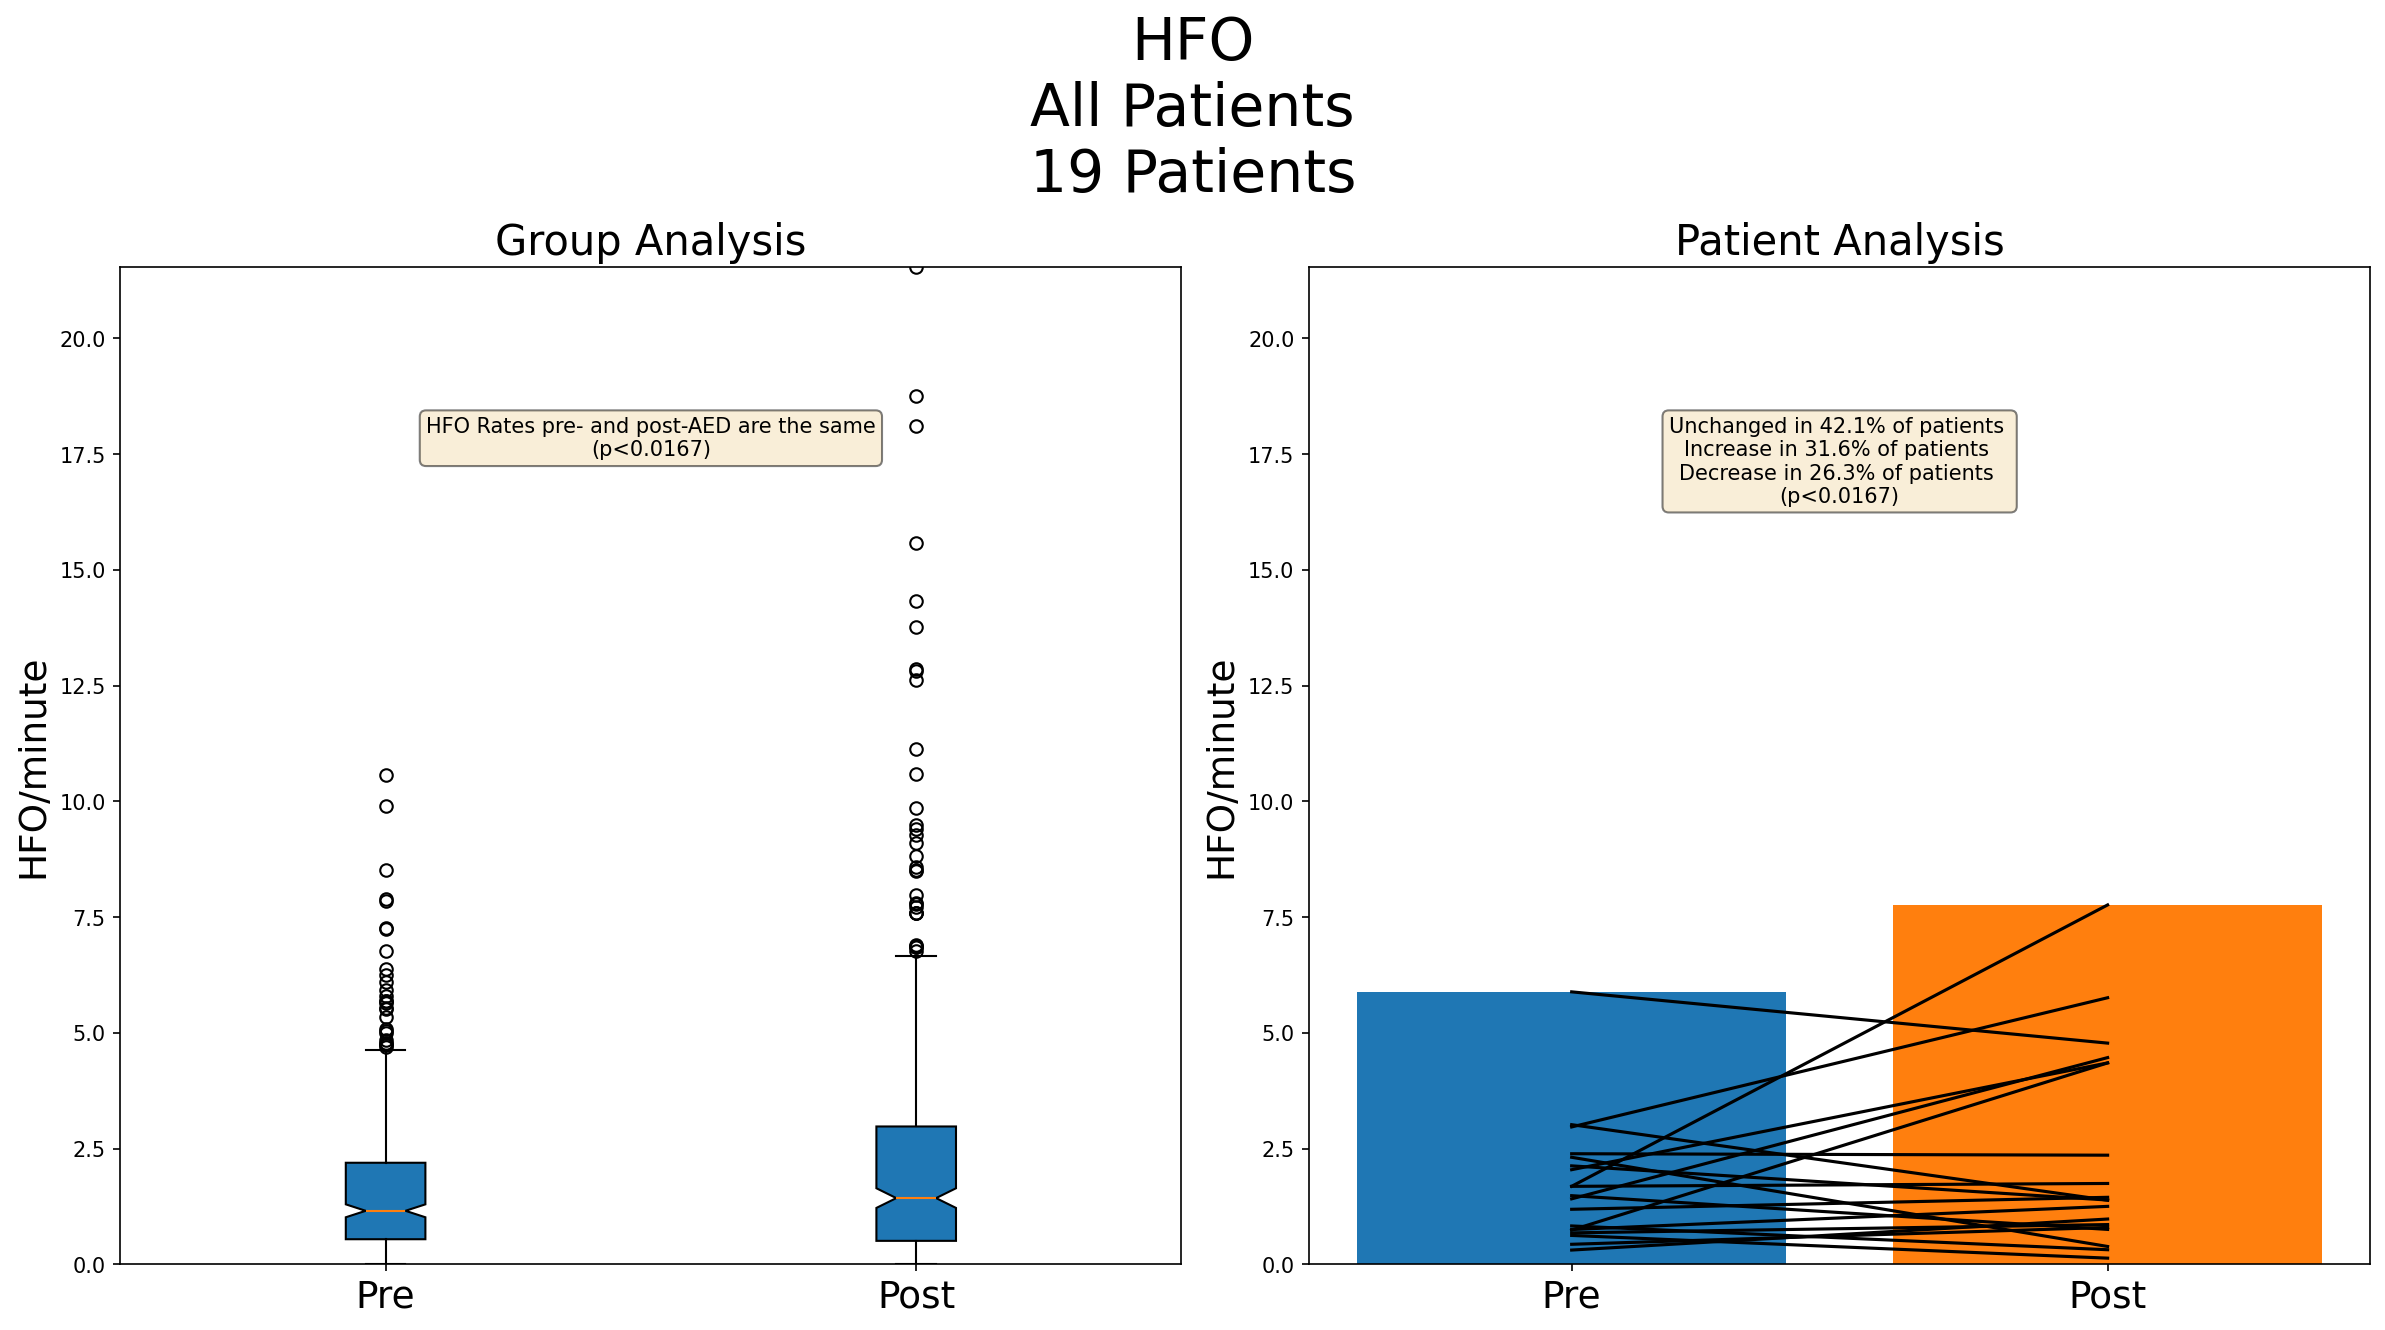 HFO
All Patients
19 Patients
Group Analysis
HFO/minute
20.0
17.5
15.0
12.5
10.0
7.5
5.0
2.5
0.0
HFO Rates pre- and post-AED are the same
(p<0.0167)
Pre
Post
Patient Analysis
HFO/minute
20.0
17.5
15.0
12.5
10.0
7.5
5.0
2.5
0.0
Unchanged in 42.1% of patients
Increase in 31.6% of patients
Decrease in 26.3% of patients
(p<0.0167)
Pre
Post